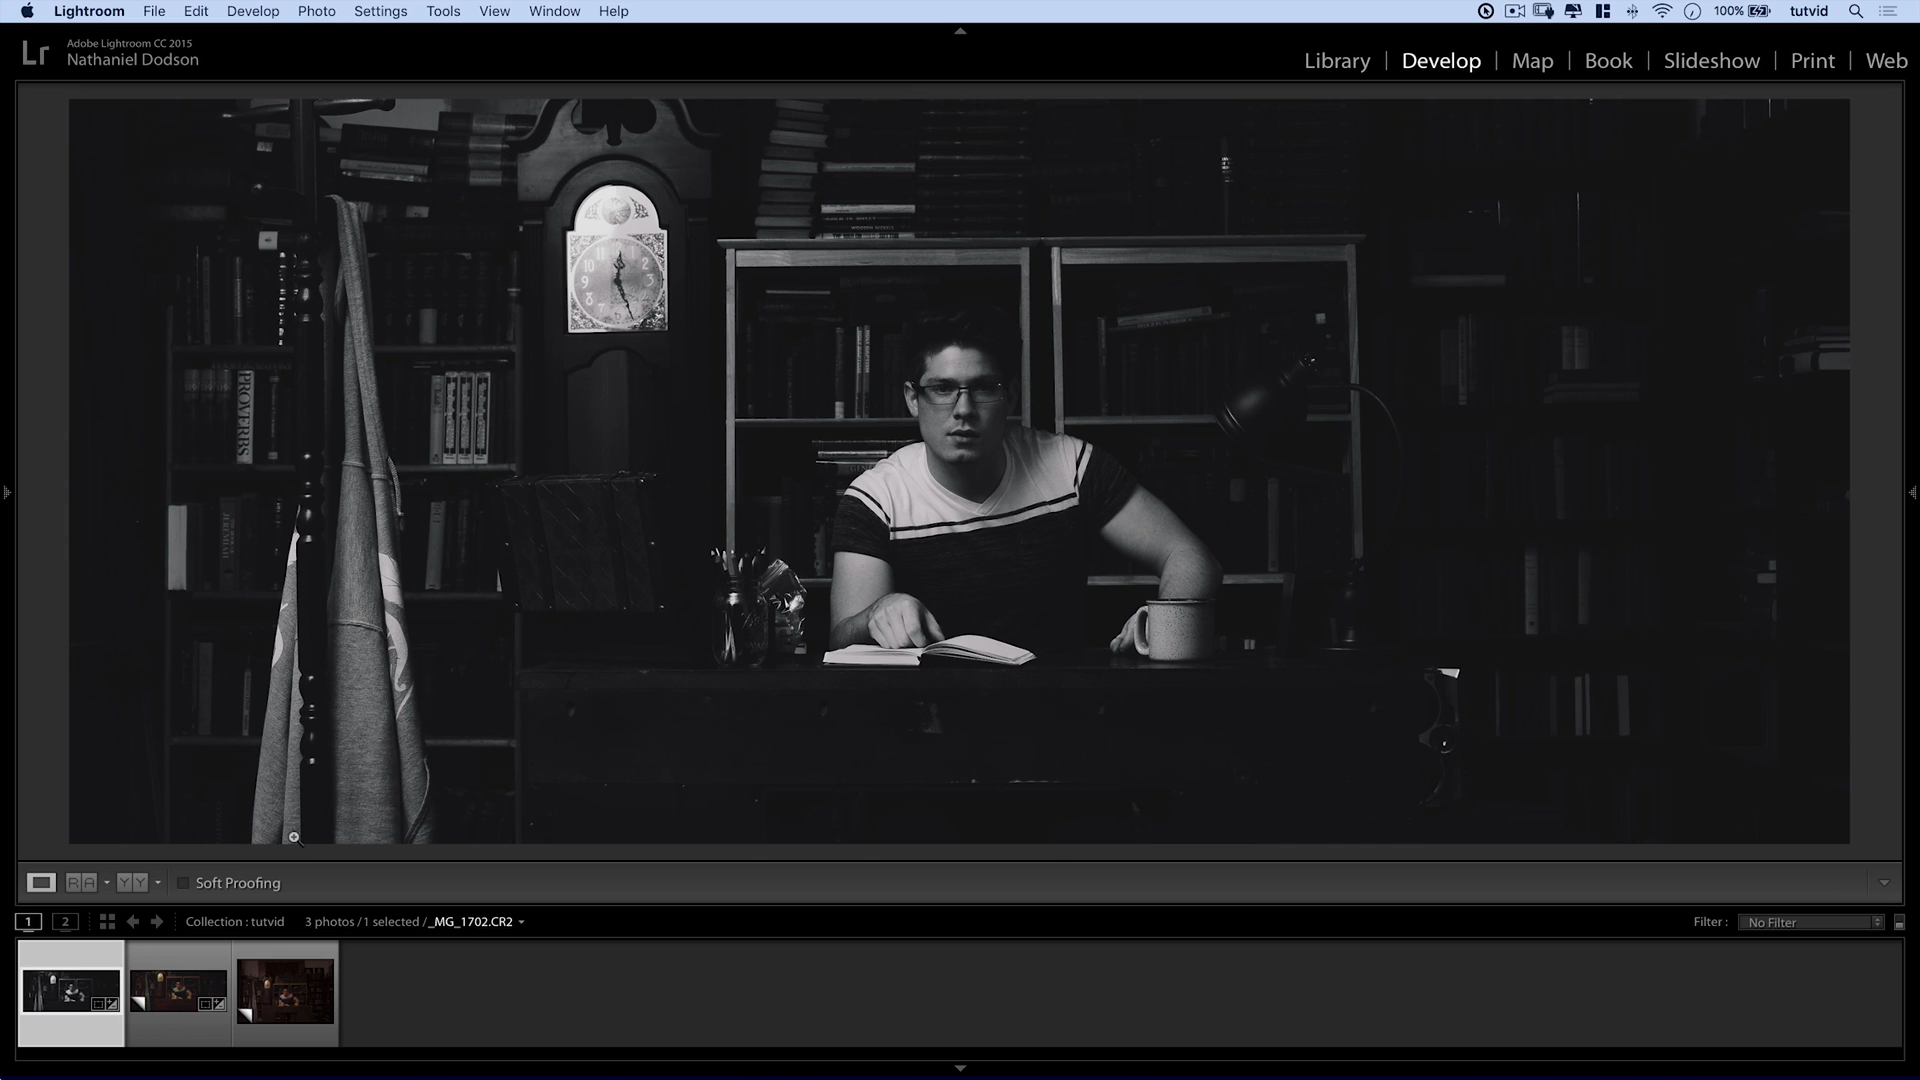 Lightroom File Edit Develop Photo Settings Tools View Window Help 100% tutvid
Lr
Adobe Lightroom CC 2015
Nathaniel Dodson
Library | Develop | Map | Book | Slideshow | Print | Web
PROVERBS
JEREMIAH
Soft Proofing
1 2 Collection : tutvid 3 photos / 1 selected / _MG_1702.CR2
Filter : No Filter